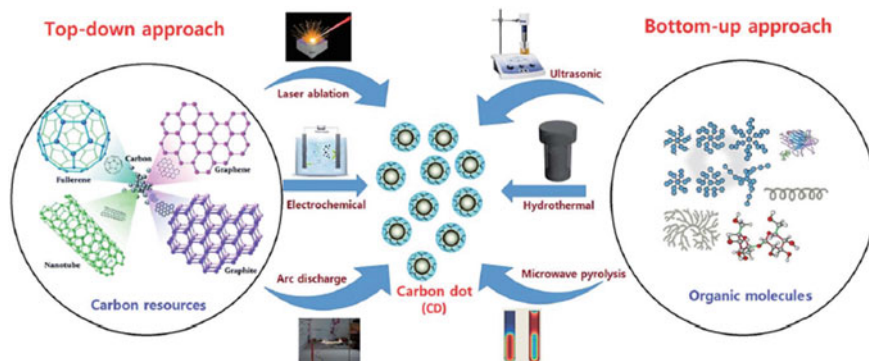 Top-down approach
Bottom-up approach
Laser ablation
Ultrasonic
Carbon
Fullerene
Graphene
Electrochemical
Hydrothermal
Nanotube
Graphite
Arc discharge
Microwave pyrolysis
Carbon resources
Carbon dot
(CD)
Organic molecules